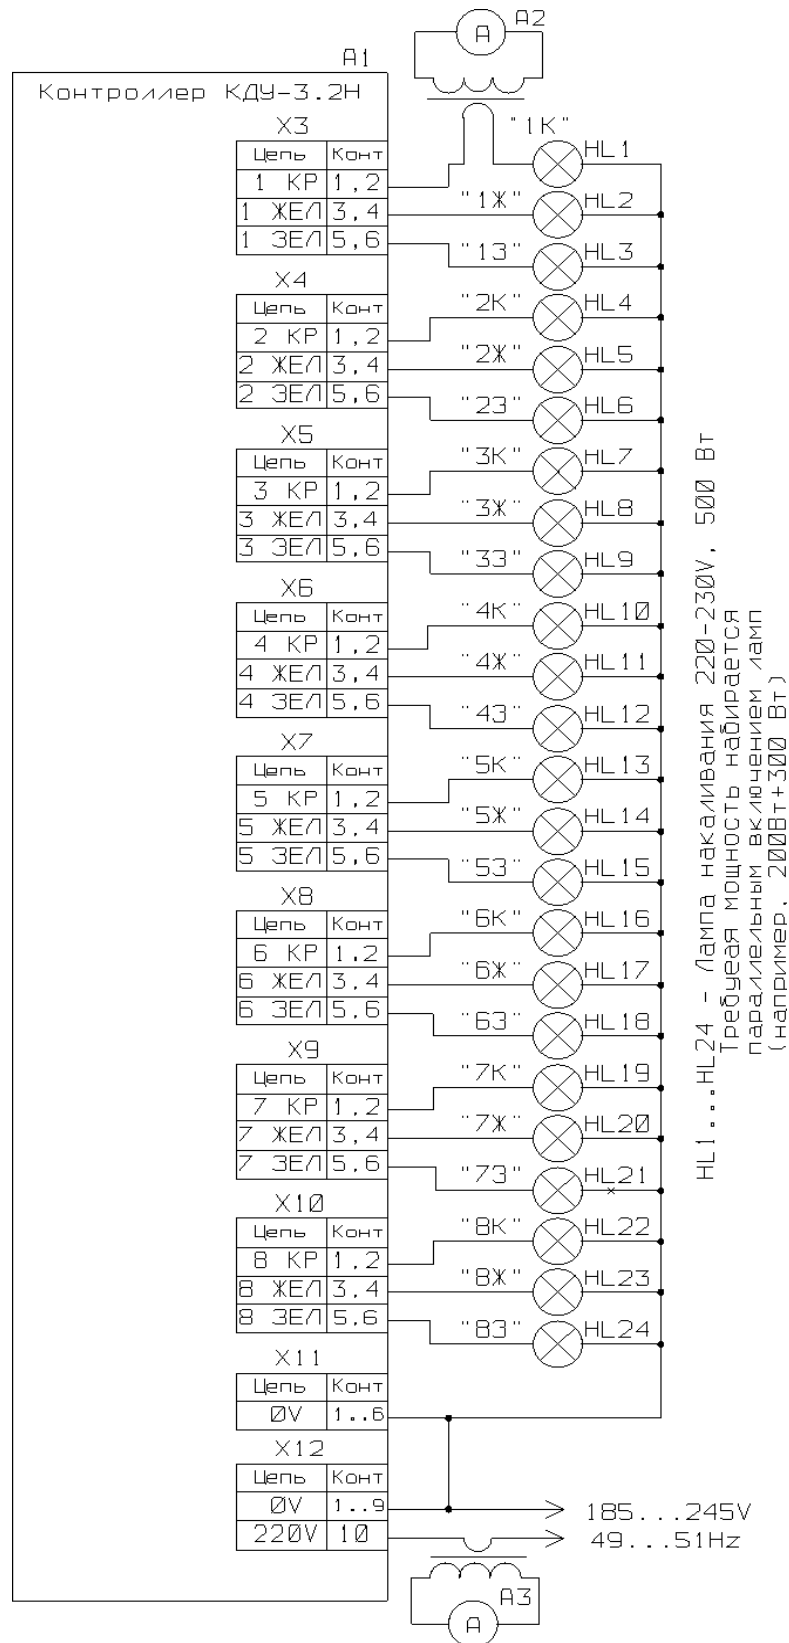 A1
A
A2
Контроллер КДУ-3.2Н
X3
Цепь Конт
1 КР 1,2
1 ЖЕЛ 3,4
1 ЗЕЛ 5,6
"1К" HL1
"1Ж" HL2
"13" HL3
X4
Цепь Конт
2 КР 1,2
2 ЖЕЛ 3,4
2 ЗЕЛ 5,6
"2К" HL4
"2Ж" HL5
"23" HL6
X5
Цепь Конт
3 КР 1,2
3 ЖЕЛ 3,4
3 ЗЕЛ 5,6
"3К" HL7
"3Ж" HL8
"33" HL9
X6
Цепь Конт
4 КР 1,2
4 ЖЕЛ 3,4
4 ЗЕЛ 5,6
"4К" HL10
"4Ж" HL11
"43" HL12
X7
Цепь Конт
5 КР 1,2
5 ЖЕЛ 3,4
5 ЗЕЛ 5,6
"5К" HL13
"5Ж" HL14
"53" HL15
X8
Цепь Конт
6 КР 1.2
6 ЖЕЛ 3,4
6 ЗЕЛ 5,6
"6К" HL16
"6Ж" HL17
"63" HL18
X9
Цепь Конт
7 КР 1,2
7 ЖЕЛ 3,4
7 ЗЕЛ 5,6
"7К" HL19
"7Ж" HL20
"73" HL21
X10
Цепь Конт
8 КР 1,2
8 ЖЕЛ 3,4
8 ЗЕЛ 5,6
"8К" HL22
"8Ж" HL23
"83" HL24
X11
Цепь Конт
0V 1..6
X12
Цепь Конт
0V 1..9
220V 10
185...245V
49...51Hz
A3
A
HL1...HL24 - Лампа накаливания 220-230V, 500 Вт
Требуеая мощность набирается
параллельным включением ламп
(например, 200Вт+300 Вт)